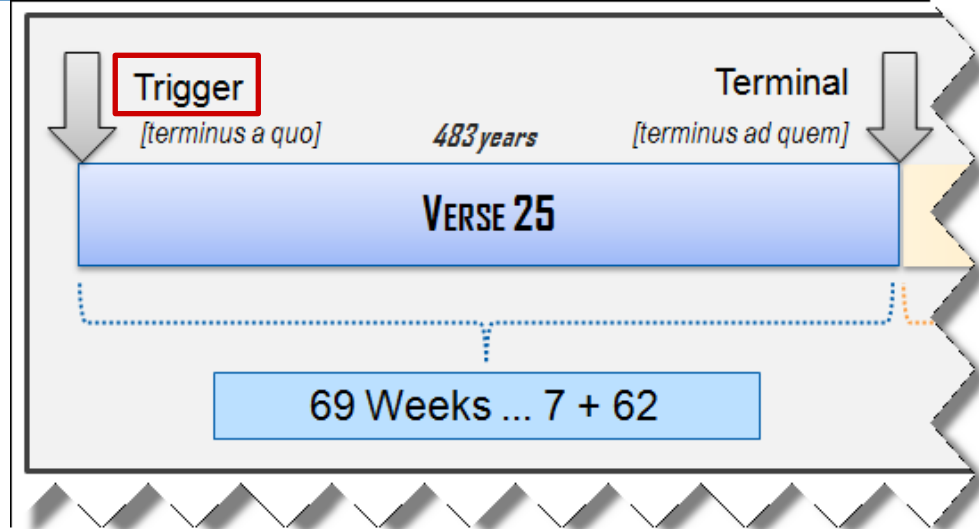 Trigger
Terminal
[terminus a quo]
483 years
[terminus ad quem]
VERSE 25
69 Weeks ... 7 + 62